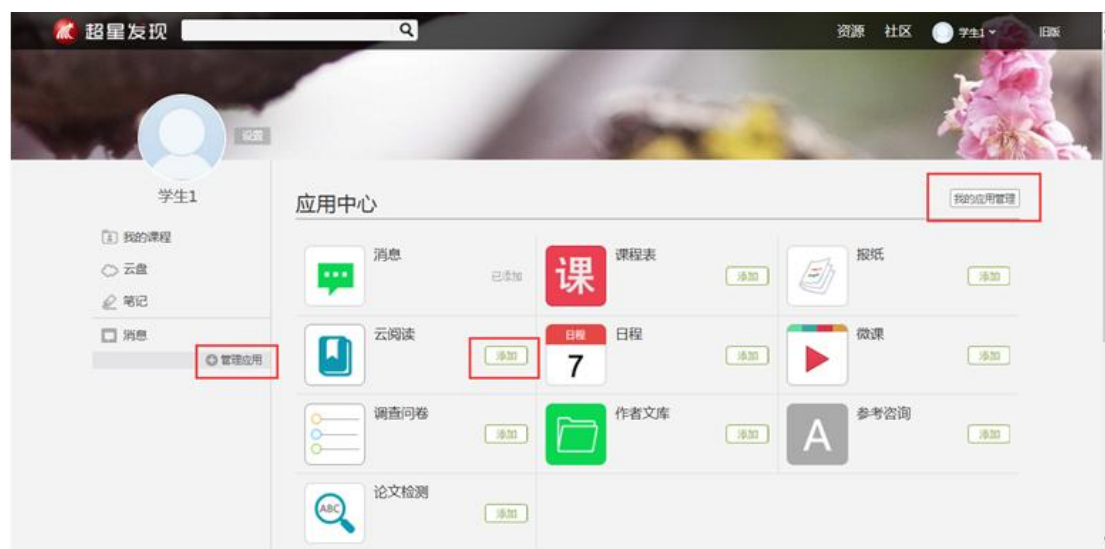 超星发现
资源 社区 学生1 旧版
设置
学生1
我的课程
云盘
笔记
消息
管理应用
应用中心
我的应用管理
消息 已添加
课 课程表 添加
报纸 添加
云阅读 添加
日程 7 日程 添加
微课 添加
调查问卷 添加
作者文库 添加
A 参考咨询 添加
ABC 论文检测 添加